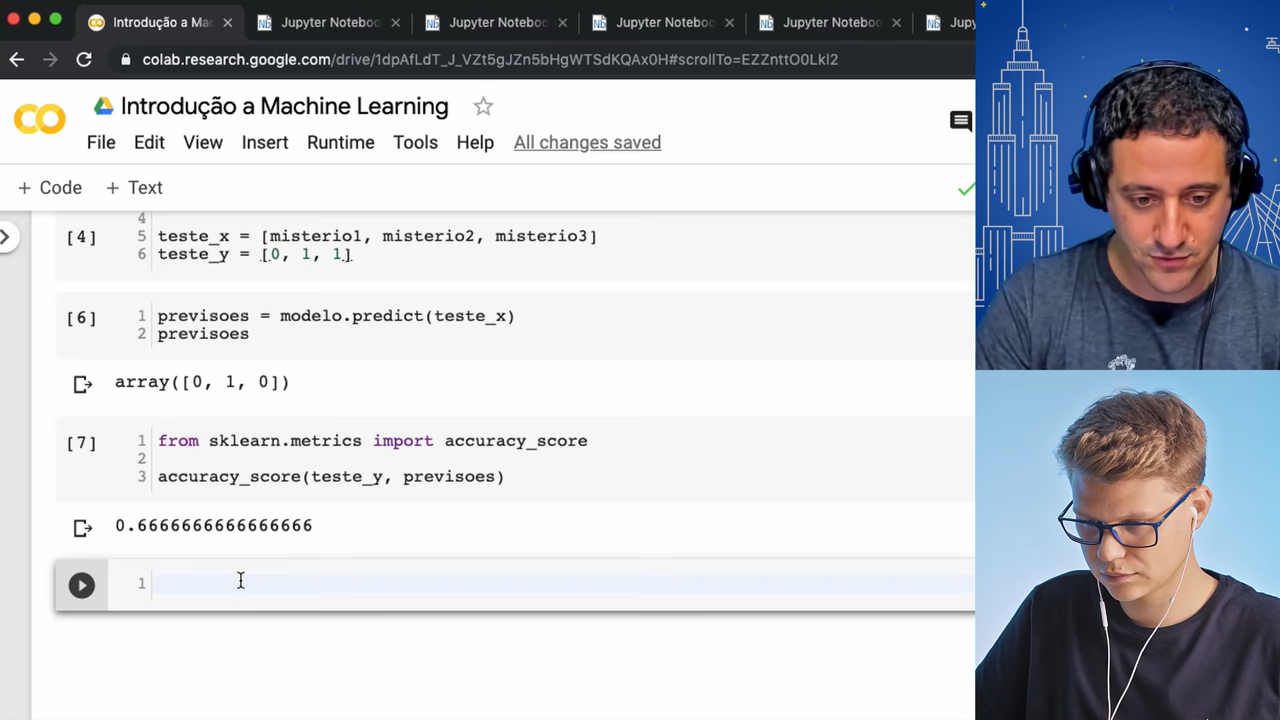 Introdução a Mac
Jupyter Noteboo
Jupyter Noteboo
Jupyter Noteboo
Jupyter Noteboo
Jupy
colab.research.google.com/drive/1dpAfLdT_J_VZt5gJZn5bHgWTSdKQAx0H#scrollTo=EZZnttO0LkI2
Introdução a Machine Learning
File Edit View Insert Runtime Tools Help All changes saved
+ Code + Text
4
[4] 5 teste_x = [misterio1, misterio2, misterio3]
6 teste_y = [0, 1, 1]
[6] 1 previsoes = modelo.predict(teste_x)
2 previsoes
array([0, 1, 0])
[7] 1 from sklearn.metrics import accuracy_score
2
3 accuracy_score(teste_y, previsoes)
0.6666666666666666
1